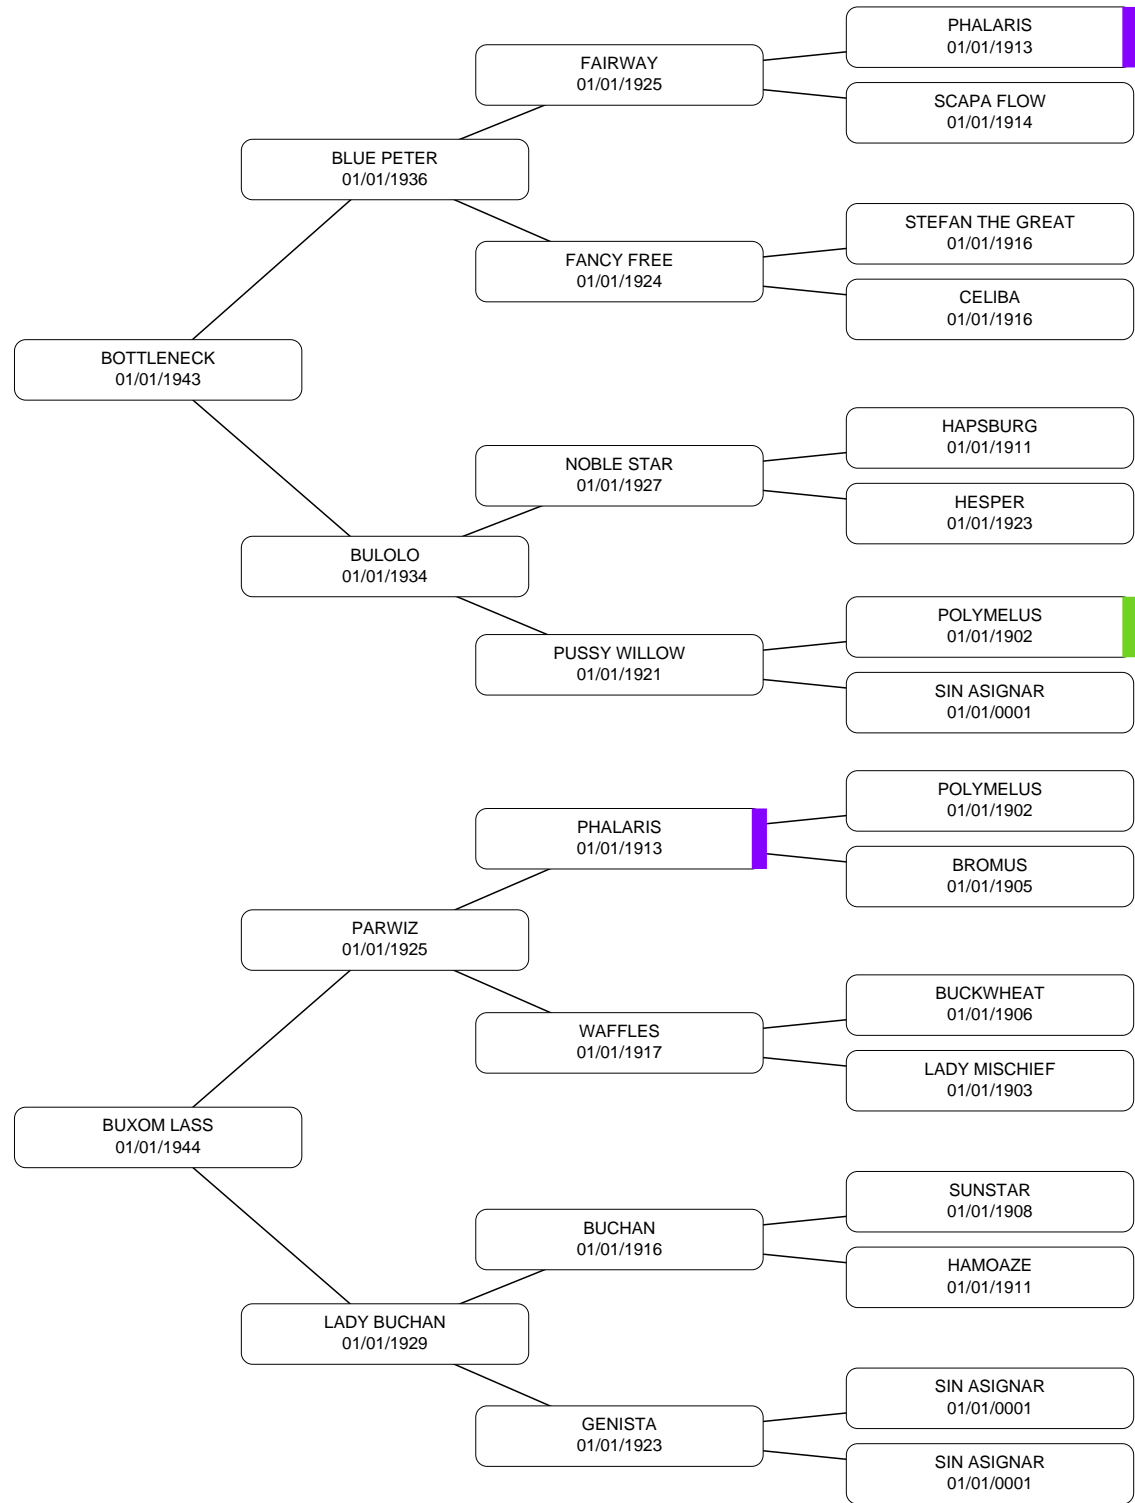 PHALARIS
01/01/1913
FAIRWAY
01/01/1925
SCAPA FLOW
01/01/1914
BLUE PETER
01/01/1936
STEFAN THE GREAT
01/01/1916
FANCY FREE
01/01/1924
CELIBA
01/01/1916
BOTTLENECK
01/01/1943
HAPSBURG
01/01/1911
NOBLE STAR
01/01/1927
HESPER
01/01/1923
BULOLO
01/01/1934
POLYMELUS
01/01/1902
PUSSY WILLOW
01/01/1921
SIN ASIGNAR
01/01/0001
POLYMELUS
01/01/1902
PHALARIS
01/01/1913
BROMUS
01/01/1905
PARWIZ
01/01/1925
BUCKWHEAT
01/01/1906
WAFFLES
01/01/1917
LADY MISCHIEF
01/01/1903
BUXOM LASS
01/01/1944
SUNSTAR
01/01/1908
BUCHAN
01/01/1916
HAMOAZE
01/01/1911
LADY BUCHAN
01/01/1929
SIN ASIGNAR
01/01/0001
GENISTA
01/01/1923
SIN ASIGNAR
01/01/0001